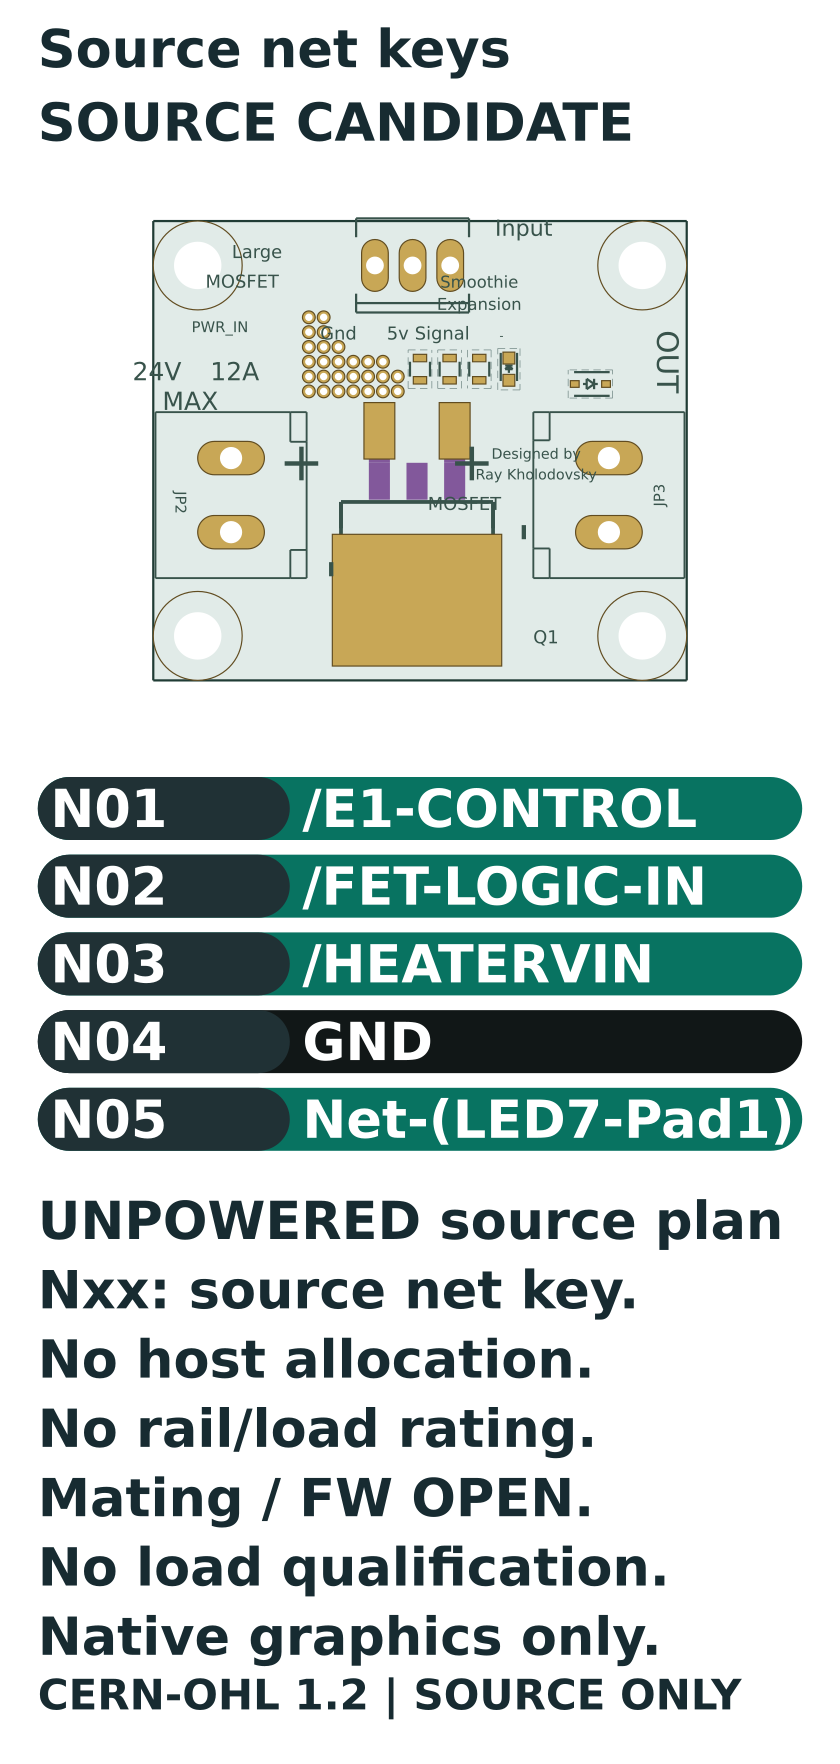 Source net keys
SOURCE CANDIDATE
Input
Large
MOSFET
Smoothie
Expansion
PWR_IN
Gnd 5v Signal
-
OUT
24V 12A
MAX
+
+
Designed by
Ray Kholodovsky
JP2
JP3
MOSFET
-
-
Q1
N01 /E1-CONTROL
N02 /FET-LOGIC-IN
N03 /HEATERVIN
N04 GND
N05 Net-(LED7-Pad1)
UNPOWERED source plan
Nxx: source net key.
No host allocation.
No rail/load rating.
Mating / FW OPEN.
No load qualification.
Native graphics only.
CERN-OHL 1.2 | SOURCE ONLY